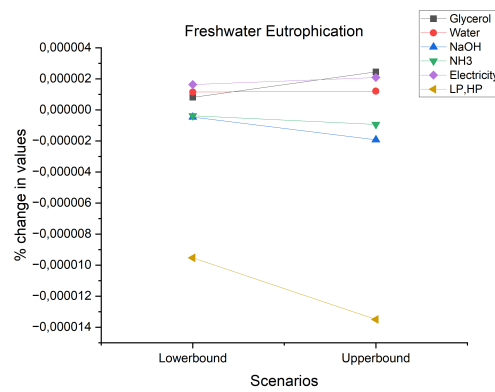 Freshwater Eutrophication
Glycerol
Water
NaOH
NH3
Electricity
LP,HP
% change in values
0,000004
0,000002
0,000000
−0,000002
−0,000004
−0,000006
−0,000008
−0,000010
−0,000012
−0,000014
Lowerbound
Upperbound
Scenarios